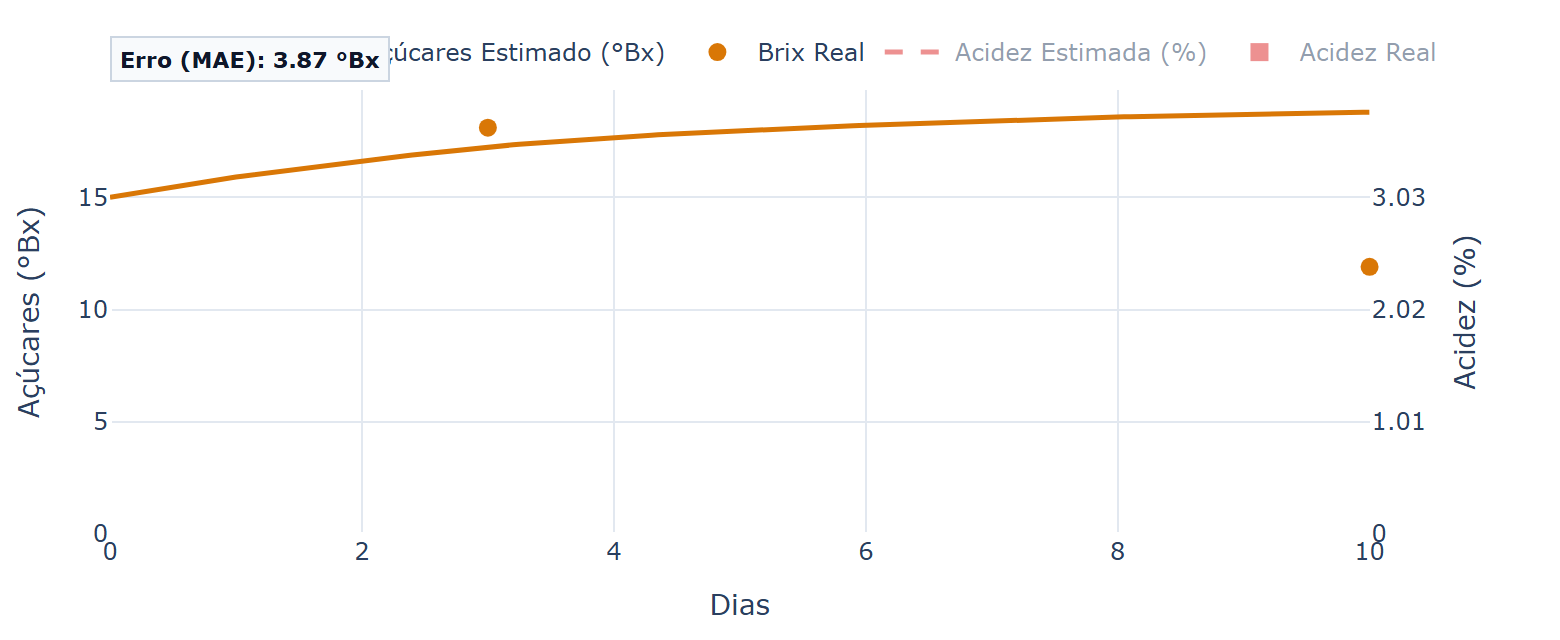 Erro (MAE): 3.87 °Bx
çúcares Estimado (°Bx)
Brix Real
Acidez Estimada (%)
Acidez Real
Açúcares (°Bx)
15
10
5
0
3.03
2.02
1.01
0
Acidez (%)
0
2
4
6
8
10
Dias